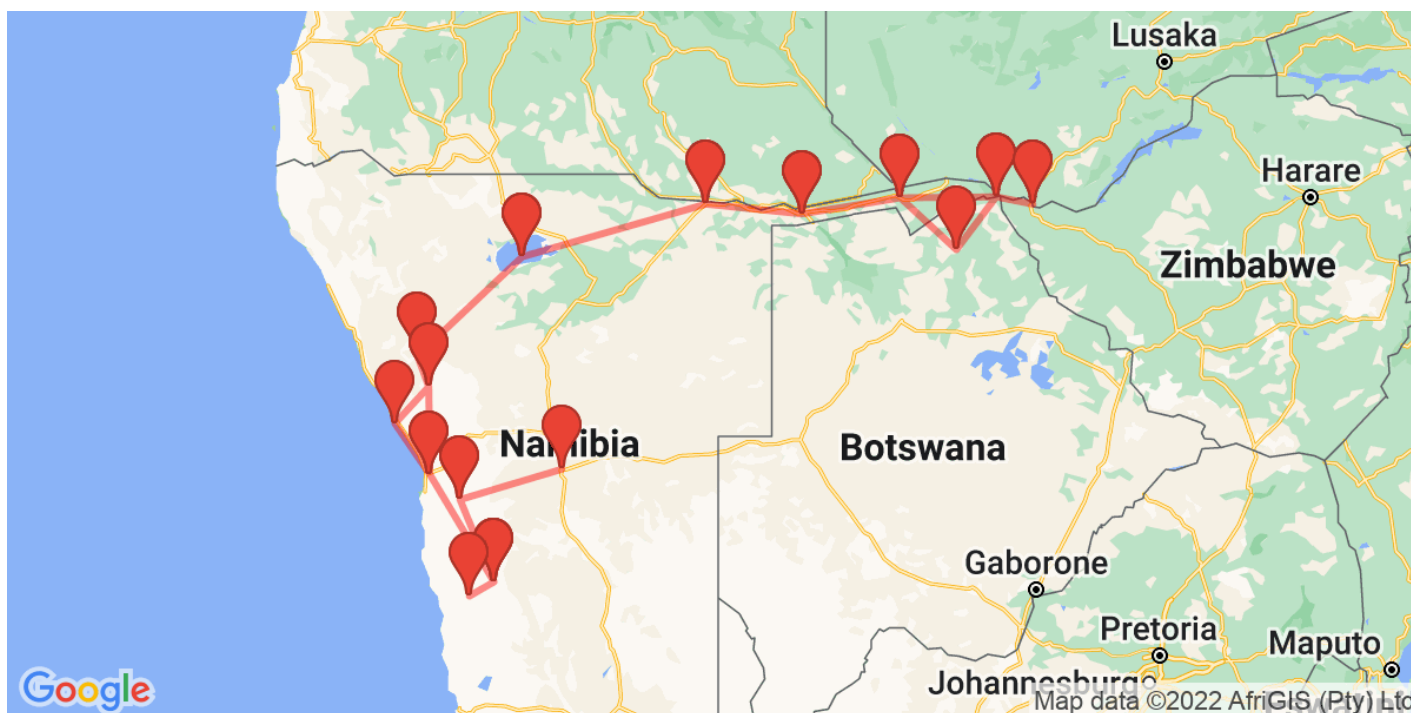 Lusaka
Harare
Zimbabwe
Namibia
Botswana
Gaborone
Pretoria
Maputo
Johannesburg
Google
Map data ©2022 AfriGIS (Pty) Ltd